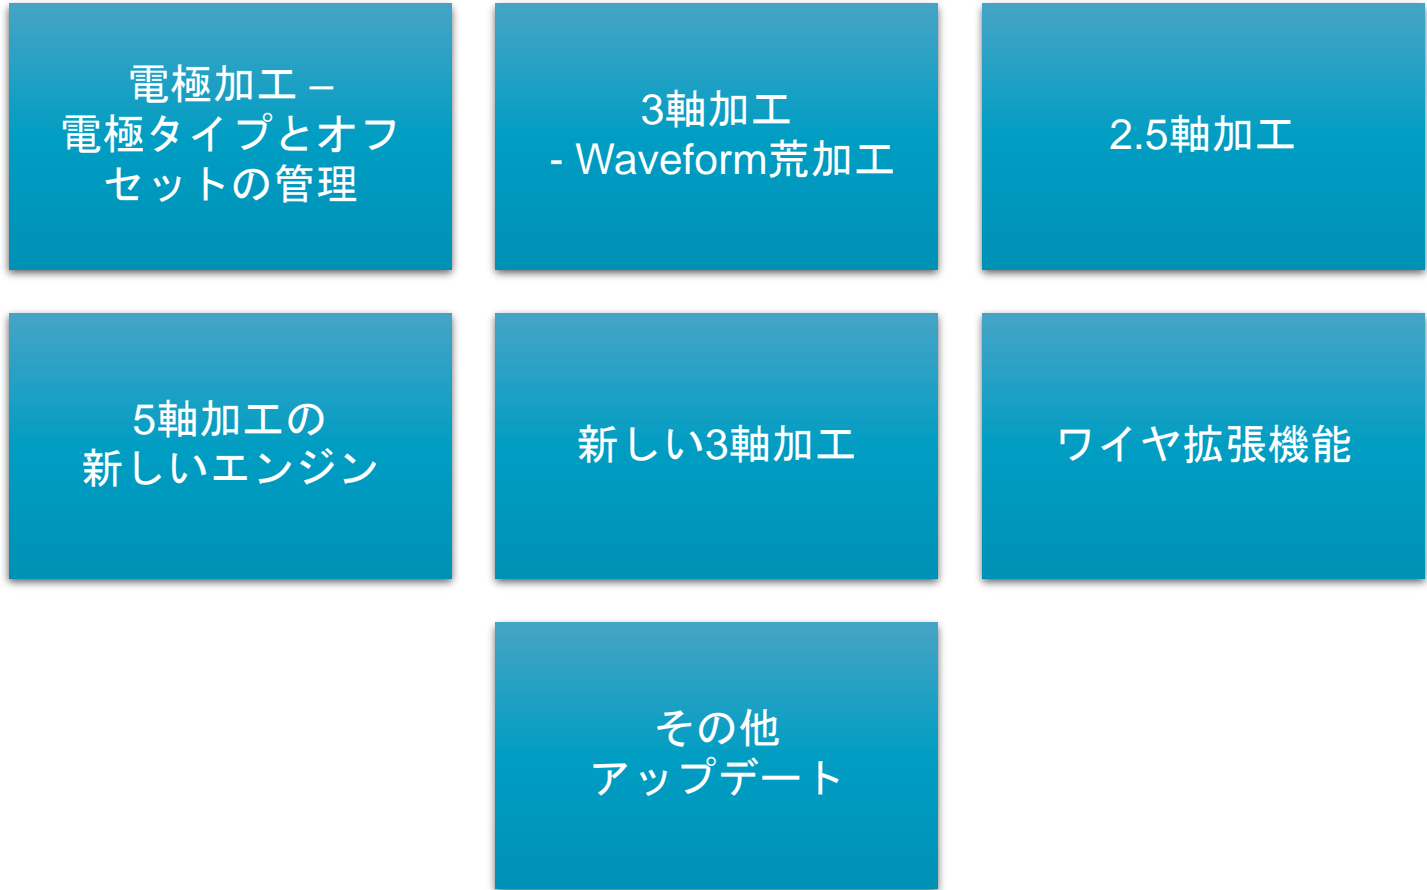 電極加工 –
電極タイプとオフ
セットの管理
3軸加工
- Waveform荒加工
2.5軸加工
5軸加工の
新しいエンジン
新しい3軸加工
ワイヤ拡張機能
その他
アップデート